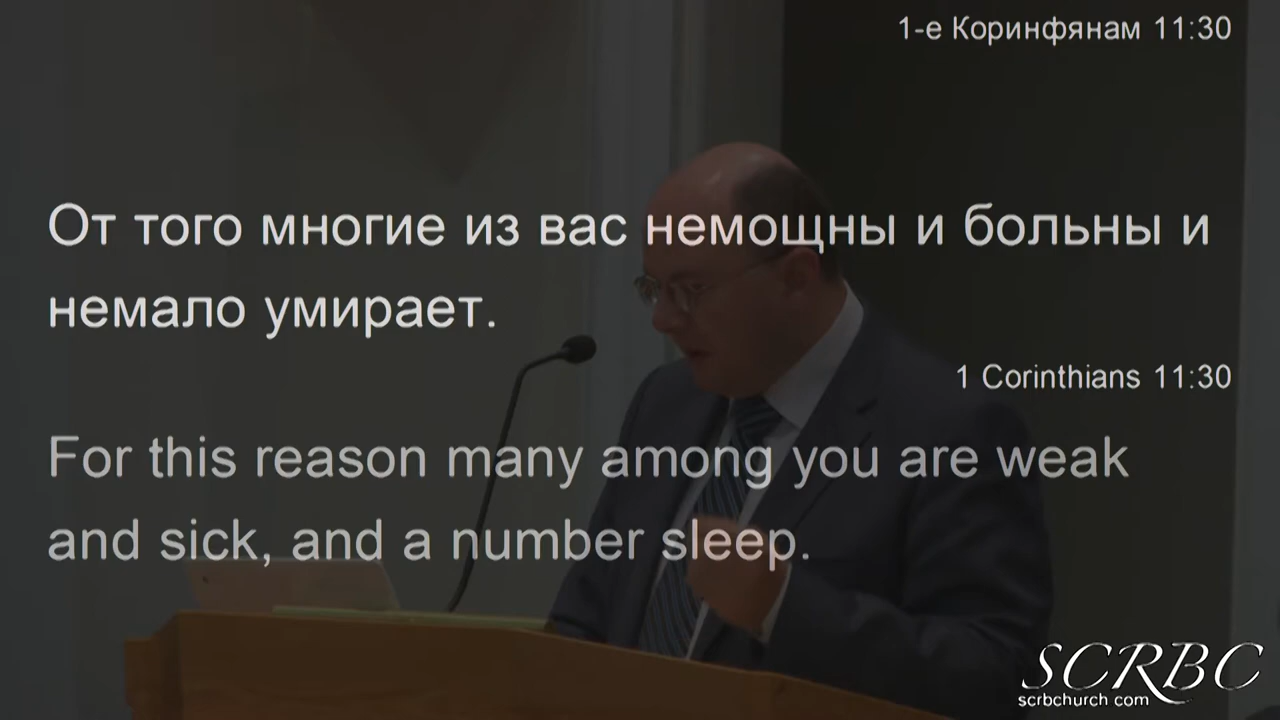 1-е Коринфянам 11:30
От того многие из вас немощны и больны и
немало умирает.
1 Corinthians 11:30
For this reason many among you are weak
and sick, and a number sleep.
SCRBC
scrbchurch com